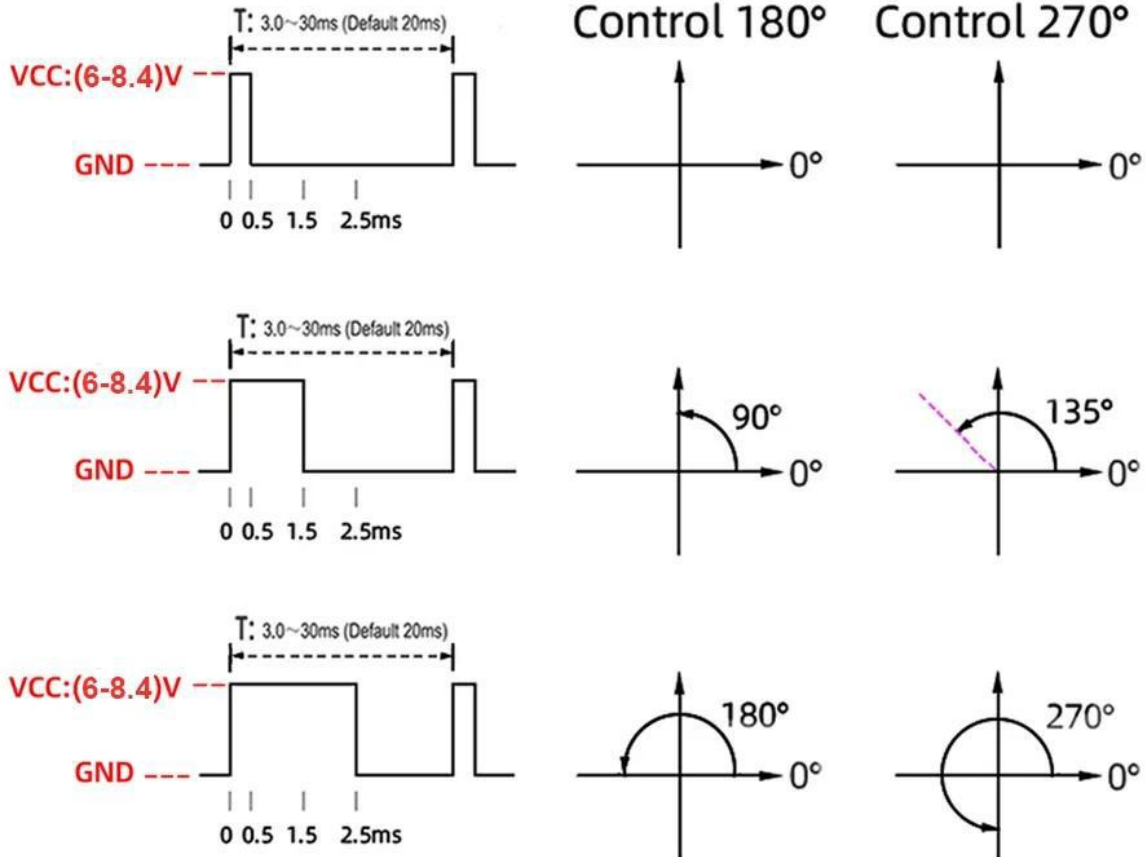 T: 3.0~30ms (Default 20ms)
Control 180°
Control 270°
VCC:(6-8.4)V
GND
0°
0°
0 0.5 1.5 2.5ms
T: 3.0~30ms (Default 20ms)
VCC:(6-8.4)V
90°
135°
GND
0°
0°
0 0.5 1.5 2.5ms
T: 3.0~30ms (Default 20ms)
VCC:(6-8.4)V
180°
270°
GND
0°
0°
0 0.5 1.5 2.5ms